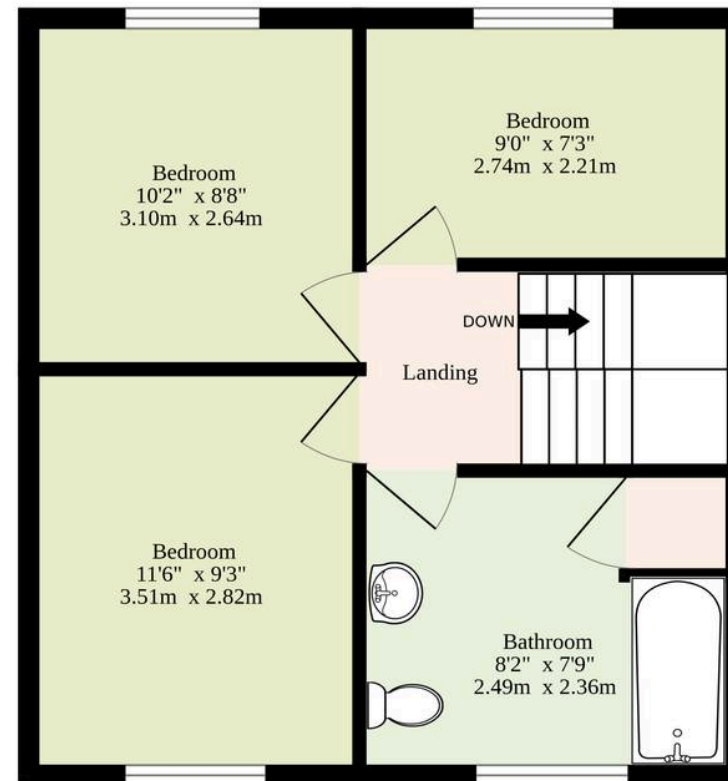 Bedroom
10'2" x 8'8"
3.10m x 2.64m
Bedroom
9'0" x 7'3"
2.74m x 2.21m
DOWN
Landing
Bedroom
11'6" x 9'3"
3.51m x 2.82m
Bathroom
8'2" x 7'9"
2.49m x 2.36m